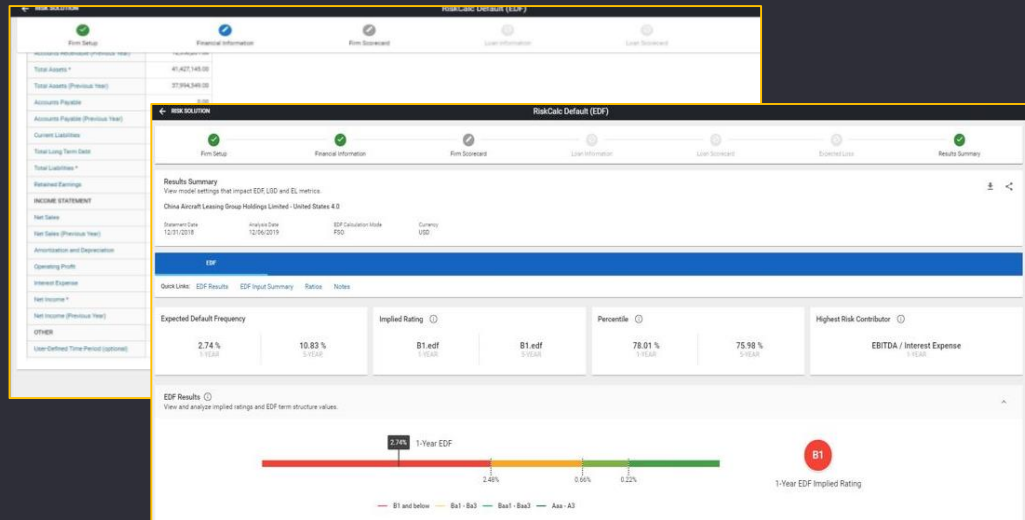 ← RISK SOLUTION
RiskCalc Default (EDF)
Firm Setup
Financial Information
Firm Scorecard
Loan Information
Loan Scorecard
Accounts Receivable (Previous Year)
Total Assets *
41,427,145.00
Total Assets (Previous Year)
37,994,549.00
Accounts Payable
0.00
Accounts Payable (Previous Year)
Current Liabilities
Total Long Term Debt
Total Liabilities *
Retained Earnings
INCOME STATEMENT
Net Sales
Net Sales (Previous Year)
Amortization and Depreciation
Operating Profit
Interest Expense
Net Income *
Net Income (Previous Year)
OTHER
User-Defined Time Period (optional)
← RISK SOLUTION
RiskCalc Default (EDF)
Firm Setup
Financial Information
Firm Scorecard
Loan Information
Loan Scorecard
Expected Loss
Results Summary
Results Summary
View model settings that impact EDF, LGD and EL metrics.
China Aircraft Leasing Group Holdings Limited - United States 4.0
Statement Date
Analysis Date
EDF Calculation Mode
Currency
12/31/2018
12/06/2019
FSO
USD
EDF
Quick Links: EDF Results EDF Input Summary Ratios Notes
Expected Default Frequency
Implied Rating
Percentile
Highest Risk Contributor
2.74 %
10.83 %
B1.edf
B1.edf
78.01 %
75.98 %
EBITDA / Interest Expense
1-YEAR
5-YEAR
1-YEAR
5-YEAR
1-YEAR
5-YEAR
1-YEAR
EDF Results
View and analyze implied ratings and EDF term structure values.
2.74%
1-Year EDF
2.48%
0.66%
0.22%
B1
1-Year EDF Implied Rating
B1 and below
Ba1 - Ba3
Baa1 - Baa3
Aaa - A3